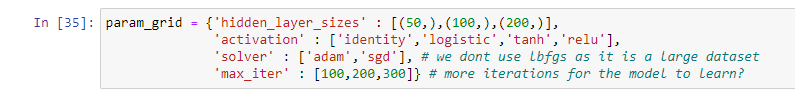 In [35]: param_grid = {'hidden_layer_sizes' : [(50,),(100,),(200,)],
'activation' : ['identity','logistic','tanh','relu'],
'solver' : ['adam','sgd'], # we dont use lbfgs as it is a large dataset
'max_iter' : [100,200,300]} # more iterations for the model to learn?